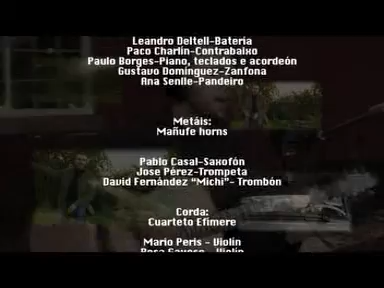 Leandro Deltell-Batería
Paco Charlín-Contrabaixo
Paulo Borges-Piano, teclados e acordeón
Gustavo Domínguez-Zanfona
Ana Senlle-Pandeiro
Metáis:
Mañufe horns
Pablo Casal-Saxofón
Jose Pérez-Trompeta
David Fernández "Michi"- Trombón
Corda:
Cuarteto Efimere
Mario Peris - Violín